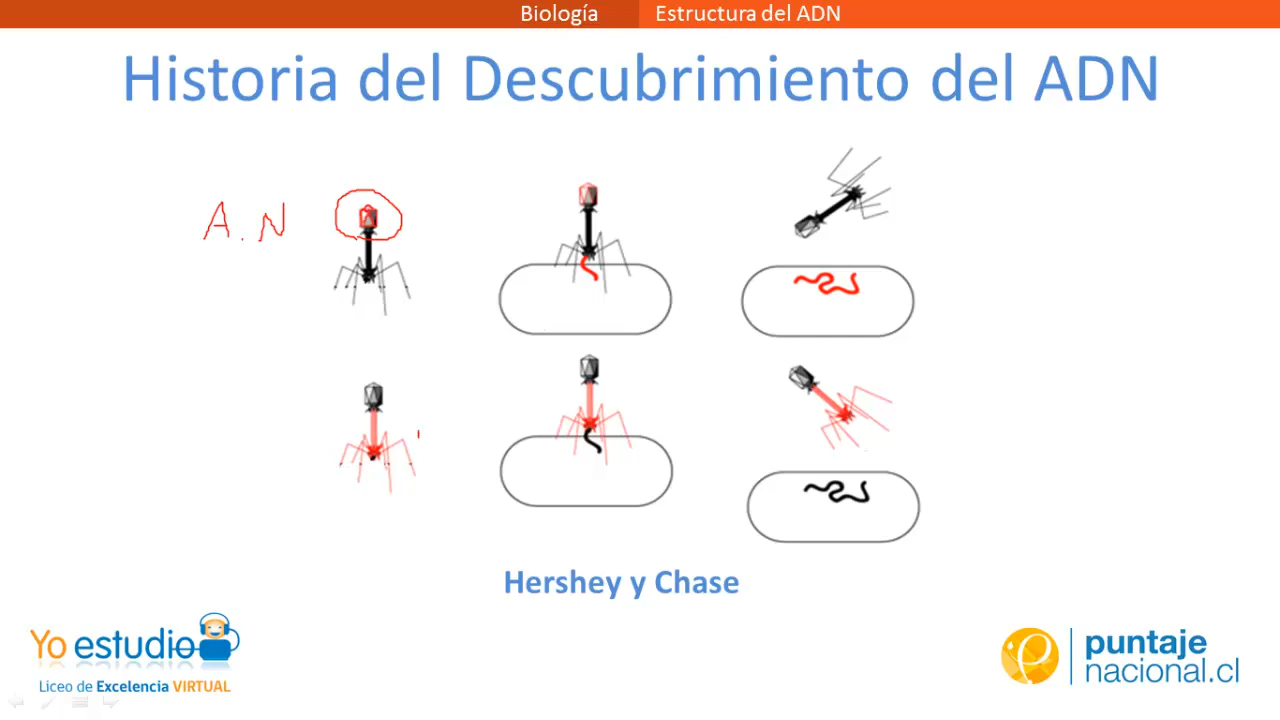 Biología Estructura del ADN
Historia del Descubrimiento del ADN
A.N
Hershey y Chase
Yo estudio
Liceo de Excelencia VIRTUAL
puntaje
nacional.cl